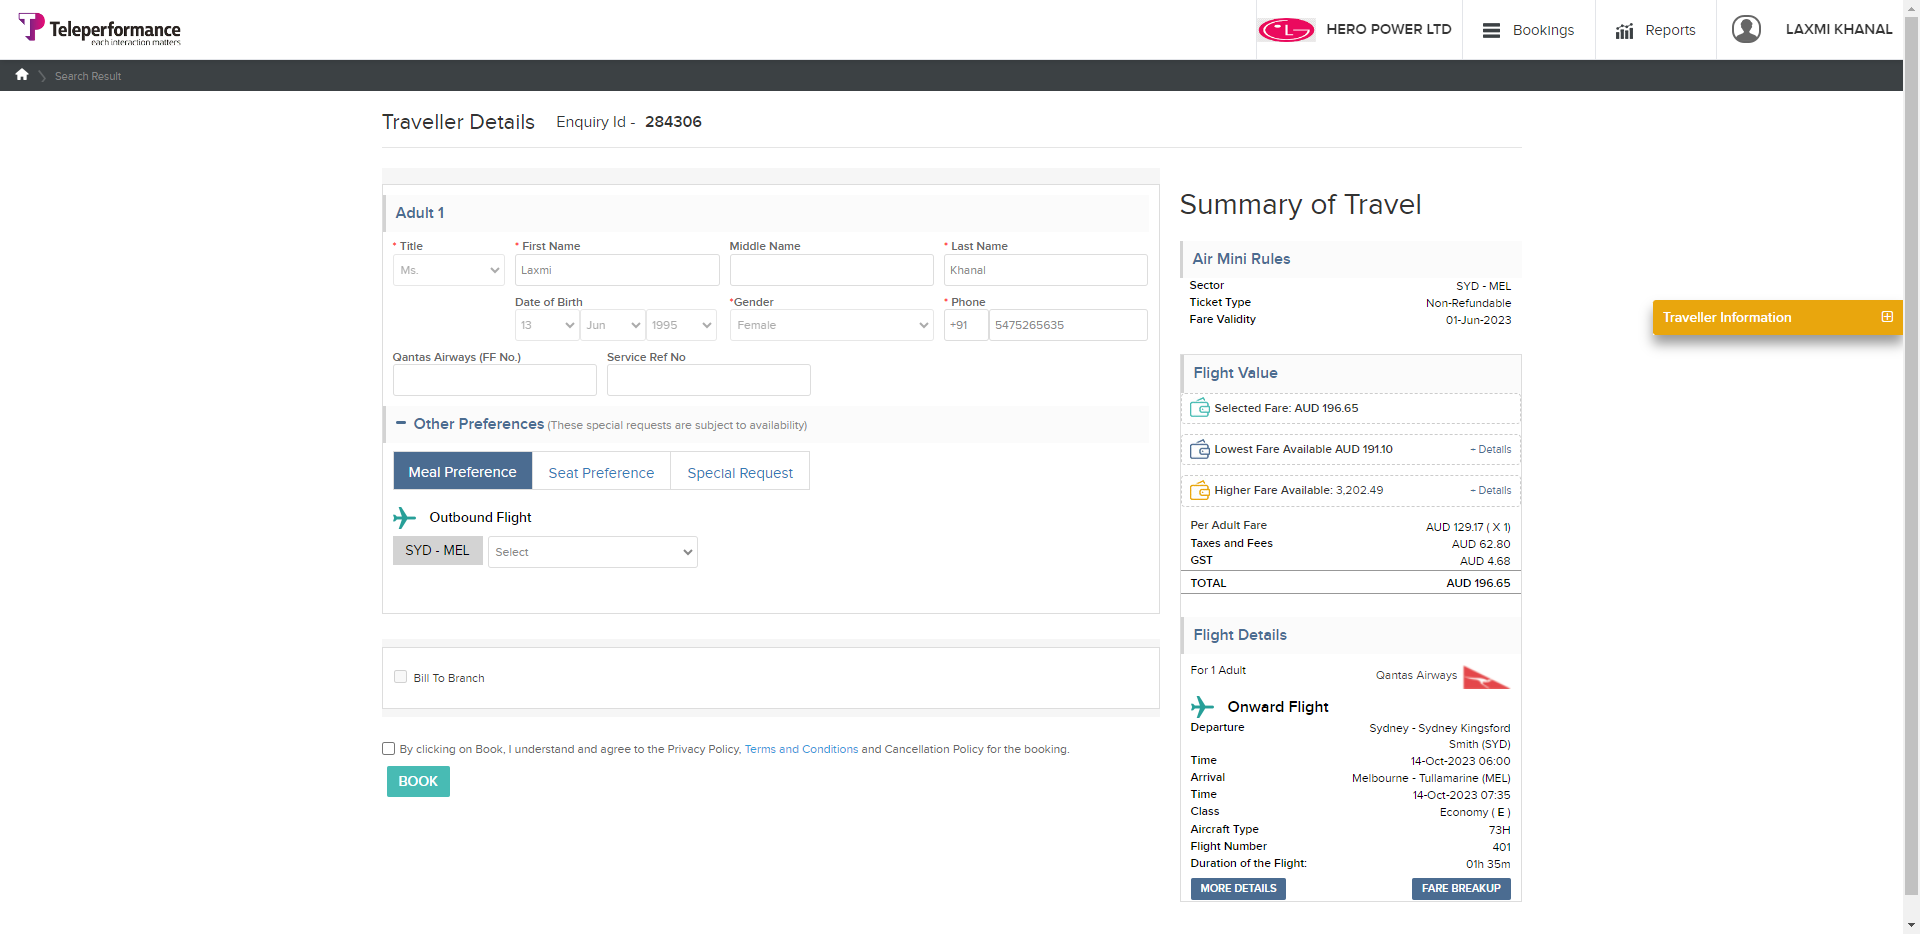 Teleperformance
each interaction matters
LG
HERO POWER LTD
Bookings
Reports
LAXMI KHANAL
Search Result
Traveller Details
Enquiry Id - 284306
Adult 1
* Title
* First Name
Middle Name
* Last Name
Ms.
Laxmi
Khanal
Date of Birth
*Gender
* Phone
13
Jun
1995
Female
+91
5475265635
Qantas Airways (FF No.)
Service Ref No
− Other Preferences (These special requests are subject to availability)
Meal Preference
Seat Preference
Special Request
Outbound Flight
SYD - MEL
Select
Bill To Branch
By clicking on Book, I understand and agree to the Privacy Policy, Terms and Conditions and Cancellation Policy for the booking.
BOOK
Summary of Travel
Air Mini Rules
Sector SYD - MEL
Ticket Type Non-Refundable
Fare Validity 01-Jun-2023
Flight Value
Selected Fare: AUD 196.65
Lowest Fare Available AUD 191.10 + Details
Higher Fare Available: 3,202.49 + Details
Per Adult Fare AUD 129.17 ( X 1)
Taxes and Fees AUD 62.80
GST AUD 4.68
TOTAL AUD 196.65
Flight Details
For 1 Adult Qantas Airways
Onward Flight
Departure Sydney - Sydney Kingsford
Smith (SYD)
Time 14-Oct-2023 06:00
Arrival Melbourne - Tullamarine (MEL)
Time 14-Oct-2023 07:35
Class Economy ( E )
Aircraft Type 73H
Flight Number 401
Duration of the Flight: 01h 35m
MORE DETAILS
FARE BREAKUP
Traveller Information